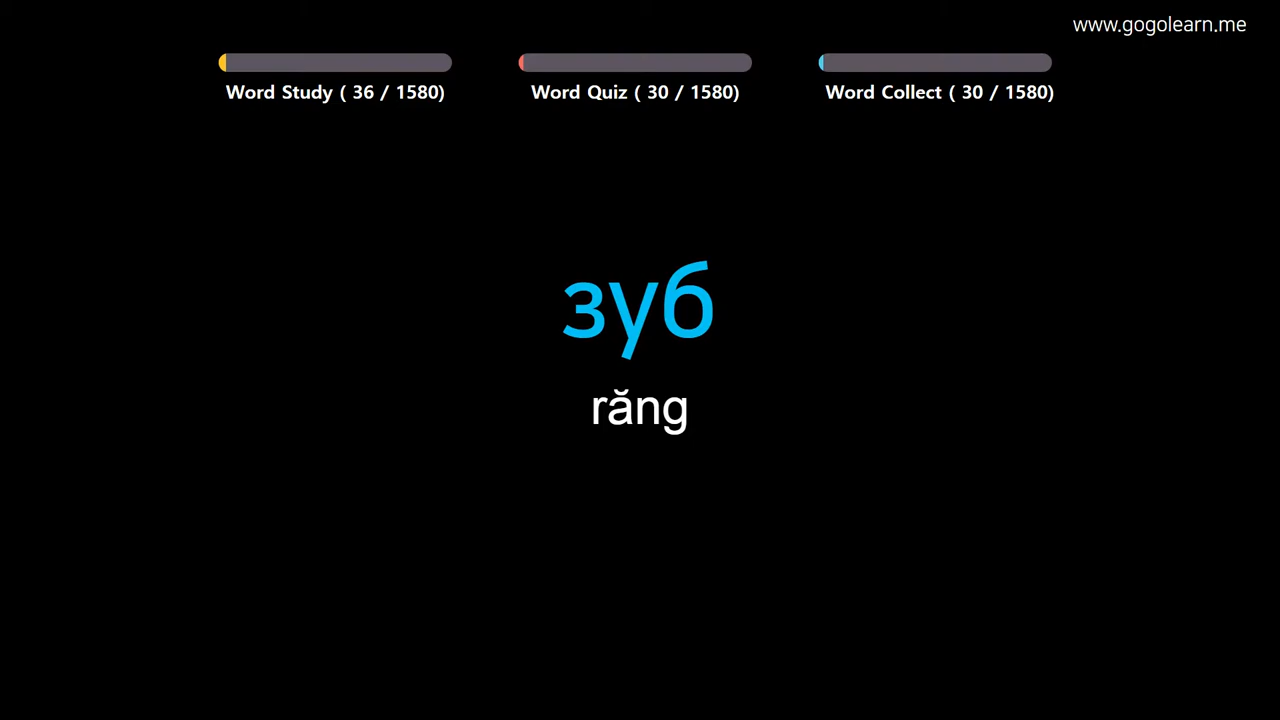 www.gogolearn.me
Word Study ( 36 / 1580)
Word Quiz ( 30 / 1580)
Word Collect ( 30 / 1580)
зуб
răng